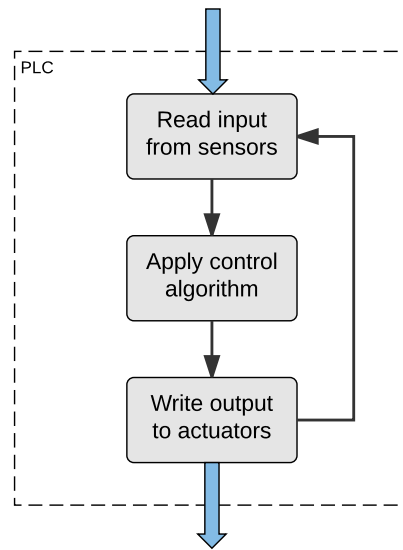 PLC
Read input
from sensors
Apply control
algorithm
Write output
to actuators